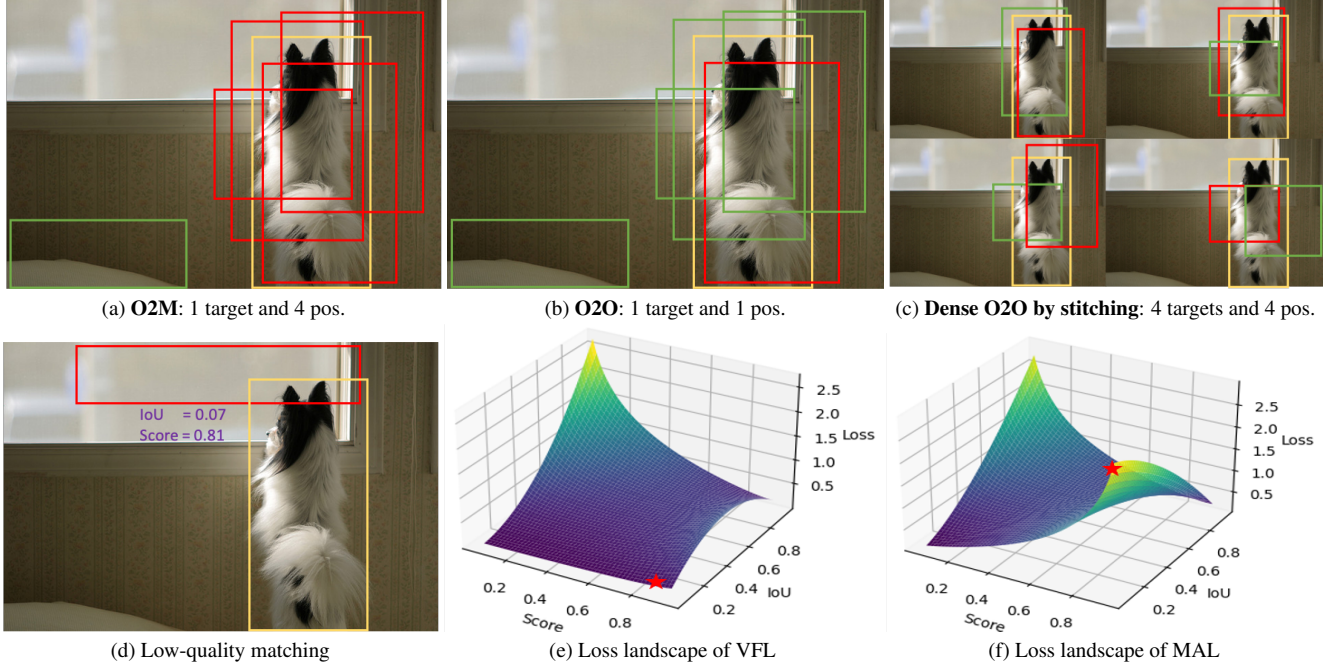 (a) O2M: 1 target and 4 pos.
(b) O2O: 1 target and 1 pos.
(c) Dense O2O by stitching: 4 targets and 4 pos.
IoU = 0.07
Score = 0.81
2.5
2.0
1.5
1.0
0.5
Loss
0.2
0.4
0.6
0.8
Score
0.2
0.4
0.6
0.8
IoU
2.5
2.0
1.5
1.0
0.5
Loss
0.2
0.4
0.6
0.8
Score
0.2
0.4
0.6
0.8
IoU
(d) Low-quality matching
(e) Loss landscape of VFL
(f) Loss landscape of MAL